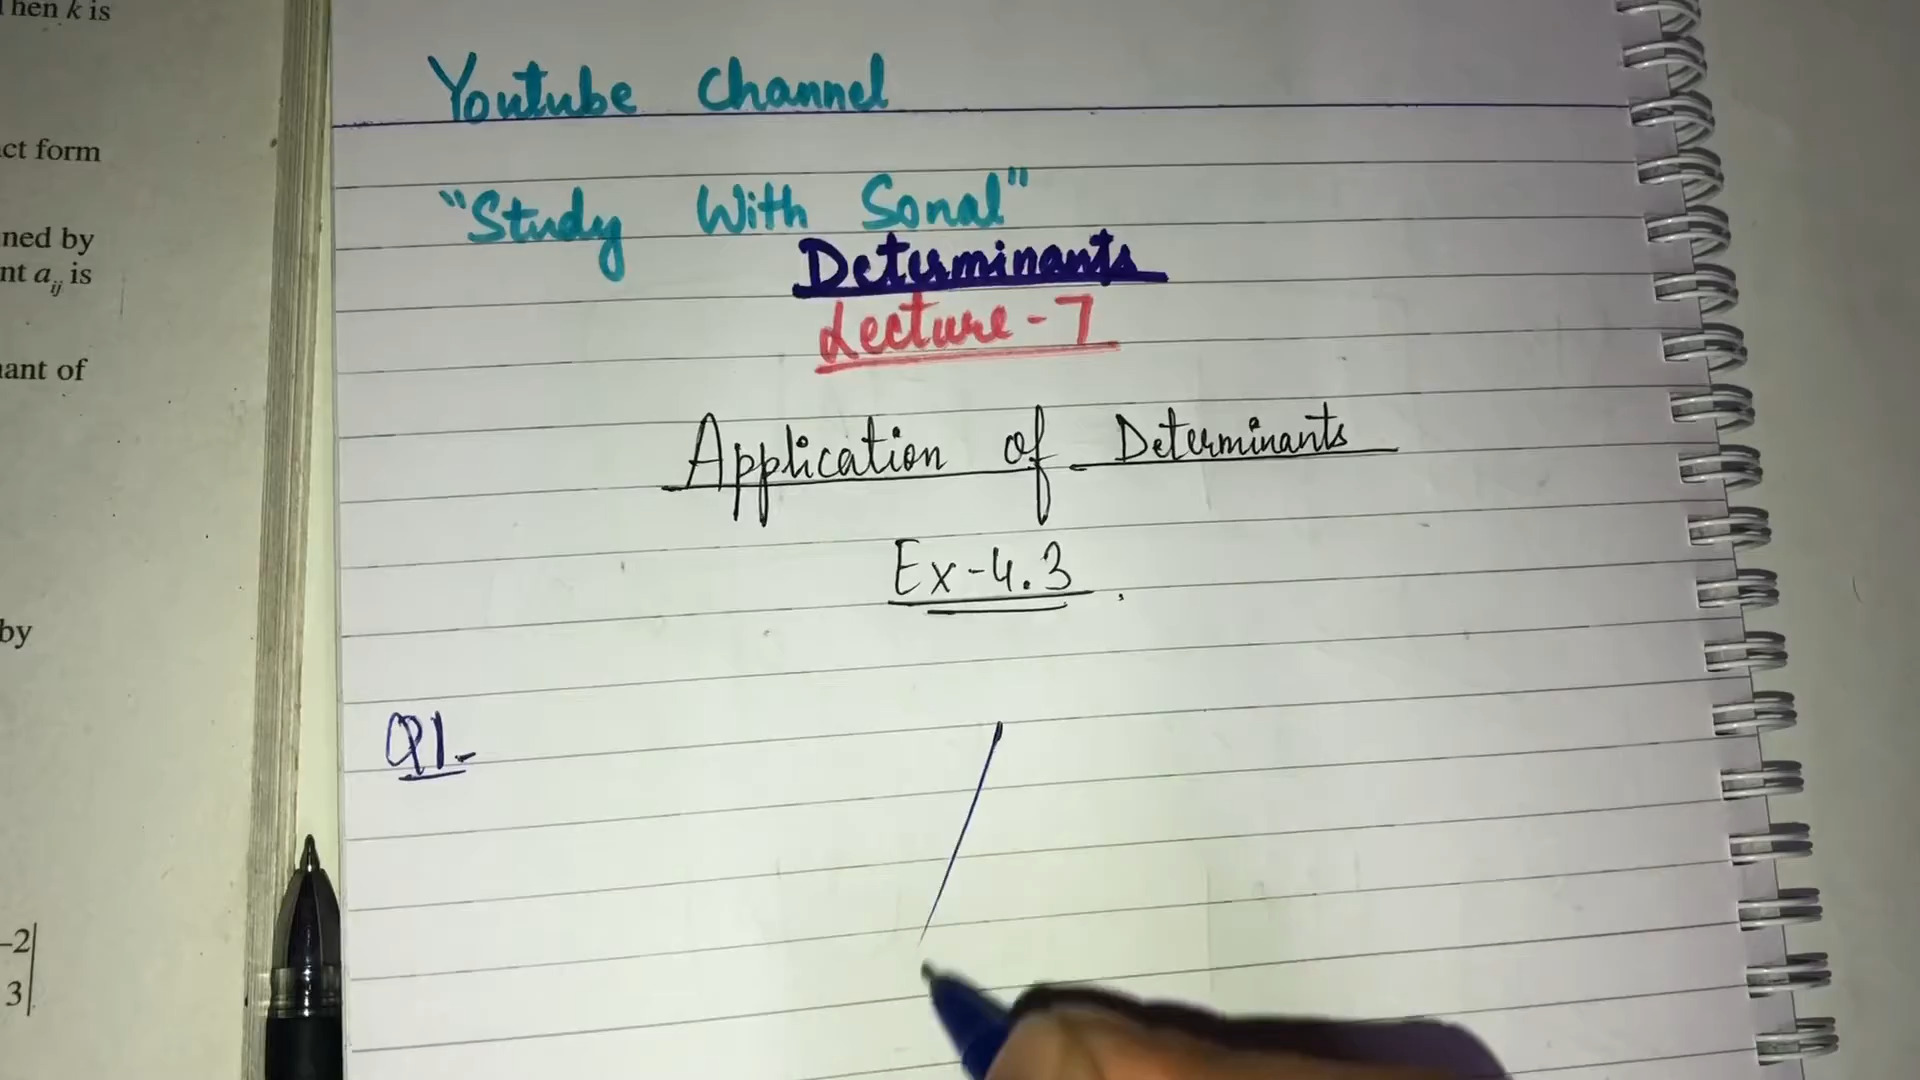 Then k is
ct form
ned by
nt aij is
ant of
by
-2|
3|
Youtube Channel
"Study With Sonal"
Determinants
Lecture-7
Application of Determinants
Ex-4.3
Q1-